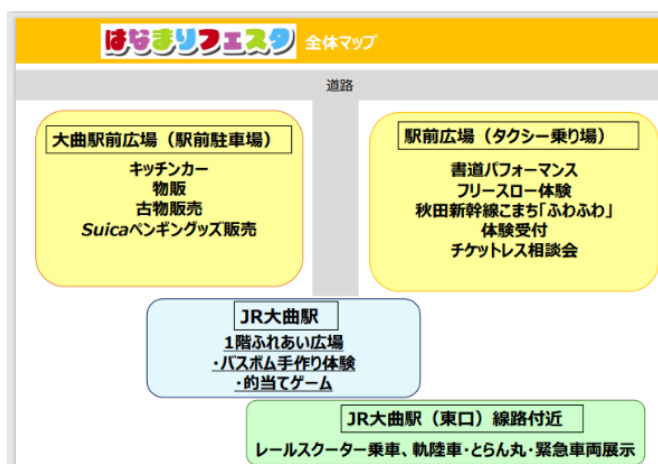 はなまりフェスタ 全体マップ
道路
大曲駅前広場（駅前駐車場）
キッチンカー
物販
古物販売
Suicaペンギングッズ販売
駅前広場（タクシー乗り場）
書道パフォーマンス
フリースロー体験
秋田新幹線こまち「ふわふわ」
体験受付
チケットレス相談会
JR大曲駅
1階ふれあい広場
・バスボム手作り体験
・的当てゲーム
JR大曲駅（東口）線路付近
レールスクーター乗車、軌陸車・とらん丸・緊急車両展示